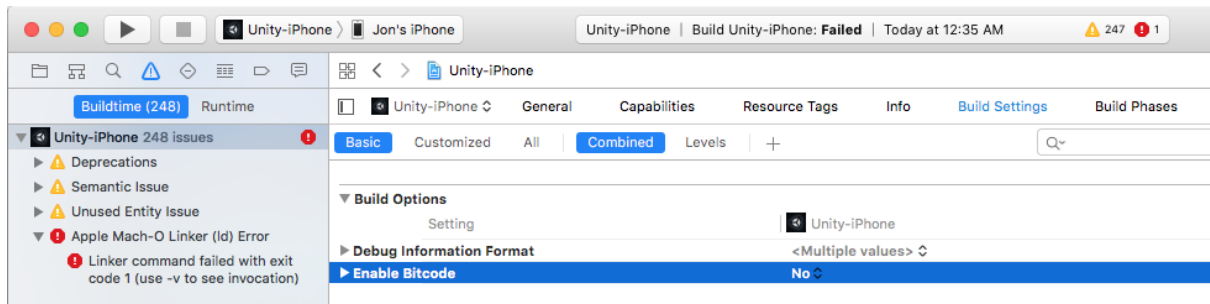 Unity-iPhone Jon's iPhone Unity-iPhone | Build Unity-iPhone: Failed | Today at 12:35 AM 247 1
Unity-iPhone
Buildtime (248) Runtime Unity-iPhone General Capabilities Resource Tags Info Build Settings Build Phases
Unity-iPhone 248 issues
Basic Customized All Combined Levels +
Deprecations
Semantic Issue
Unused Entity Issue
Build Options
Setting Unity-iPhone
Apple Mach-O Linker (ld) Error
Debug Information Format <Multiple values>
Linker command failed with exit
code 1 (use -v to see invocation)
Enable Bitcode No